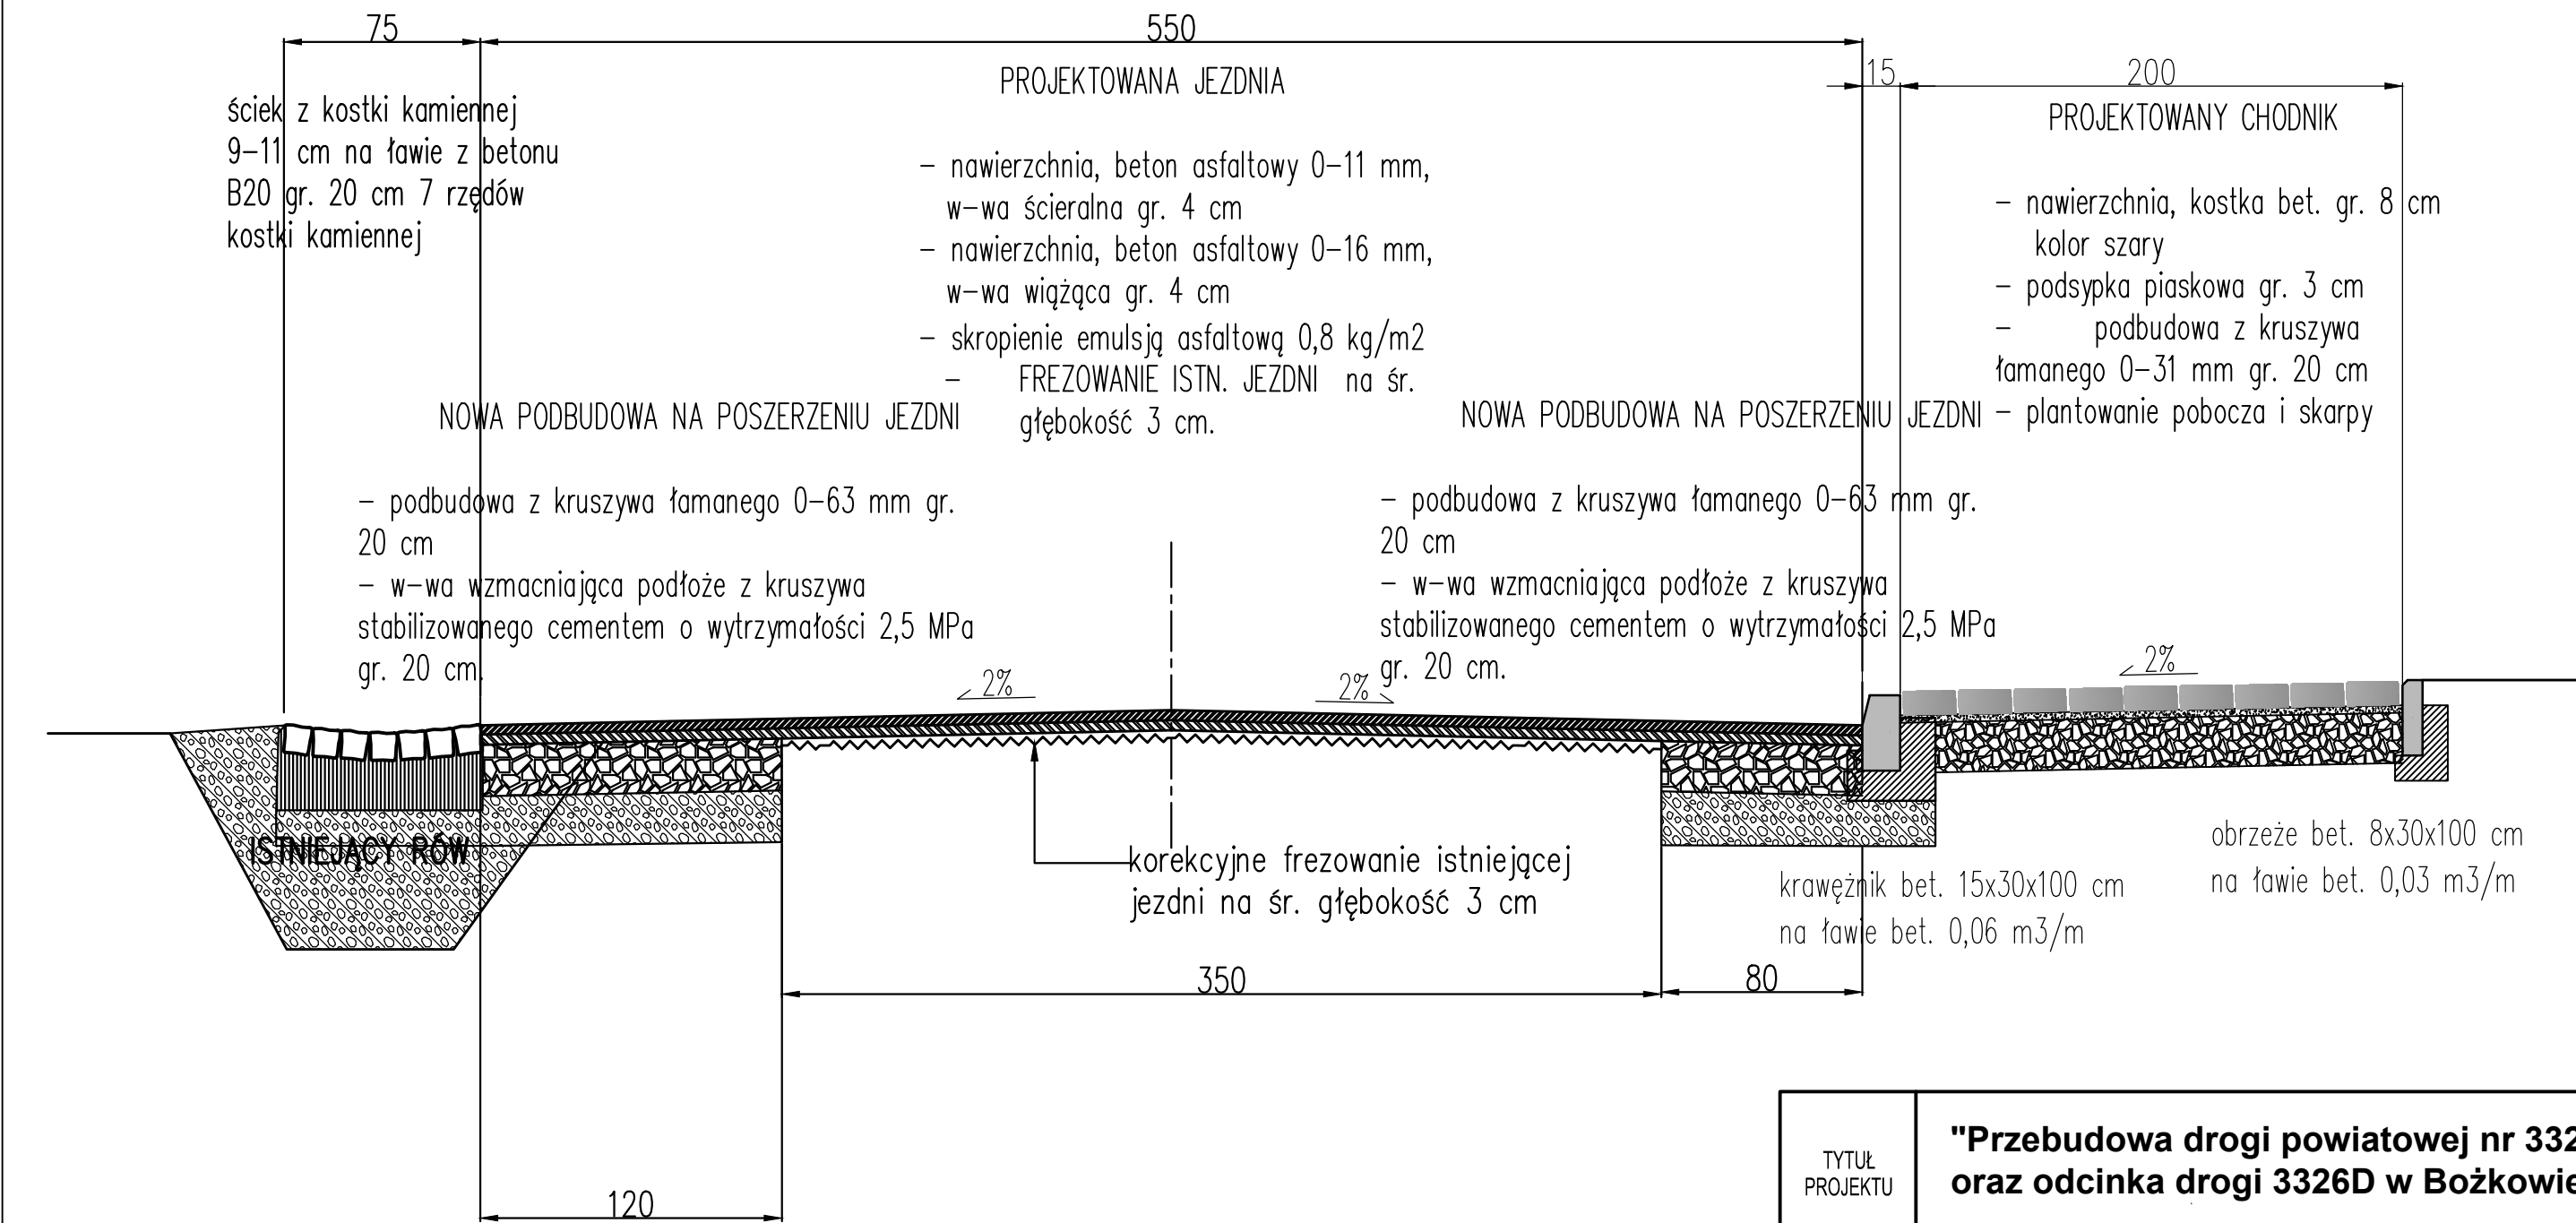 75
550
15
200
ściek z kostki kamiennej
9-11 cm na ławie z betonu
B20 gr. 20 cm 7 rzędów
kostki kamiennej
PROJEKTOWANA JEZDNIA
- nawierzchnia, beton asfaltowy 0-11 mm,
w-wa ścieralna gr. 4 cm
- nawierzchnia, beton asfaltowy 0-16 mm,
w-wa wiążąca gr. 4 cm
- skropienie emulsją asfaltową 0,8 kg/m2
- FREZOWANIE ISTN. JEZDNI na śr.
głębokość 3 cm.
PROJEKTOWANY CHODNIK
- nawierzchnia, kostka bet. gr. 8 cm
kolor szary
- podsypka piaskowa gr. 3 cm
- podbudowa z kruszywa
łamanego 0-31 mm gr. 20 cm
- plantowanie pobocza i skarpy
NOWA PODBUDOWA NA POSZERZENIU JEZDNI
- podbudowa z kruszywa łamanego 0-63 mm gr.
20 cm
- w-wa wzmacniająca podłoże z kruszywa
stabilizowanego cementem o wytrzymałości 2,5 MPa
gr. 20 cm.
NOWA PODBUDOWA NA POSZERZENIU JEZDNI
- podbudowa z kruszywa łamanego 0-63 mm gr.
20 cm
- w-wa wzmacniająca podłoże z kruszywa
stabilizowanego cementem o wytrzymałości 2,5 MPa
gr. 20 cm.
2%
2%
2%
ISTNIEJĄCY RÓW
korekcyjne frezowanie istniejącej
jezdni na śr. głębokość 3 cm
krawężnik bet. 15x30x100 cm
na ławie bet. 0,06 m3/m
obrzeże bet. 8x30x100 cm
na ławie bet. 0,03 m3/m
350
80
120
TYTUŁ
PROJEKTU
"Przebudowa drogi powiatowej nr 332
oraz odcinka drogi 3326D w Bożkowie